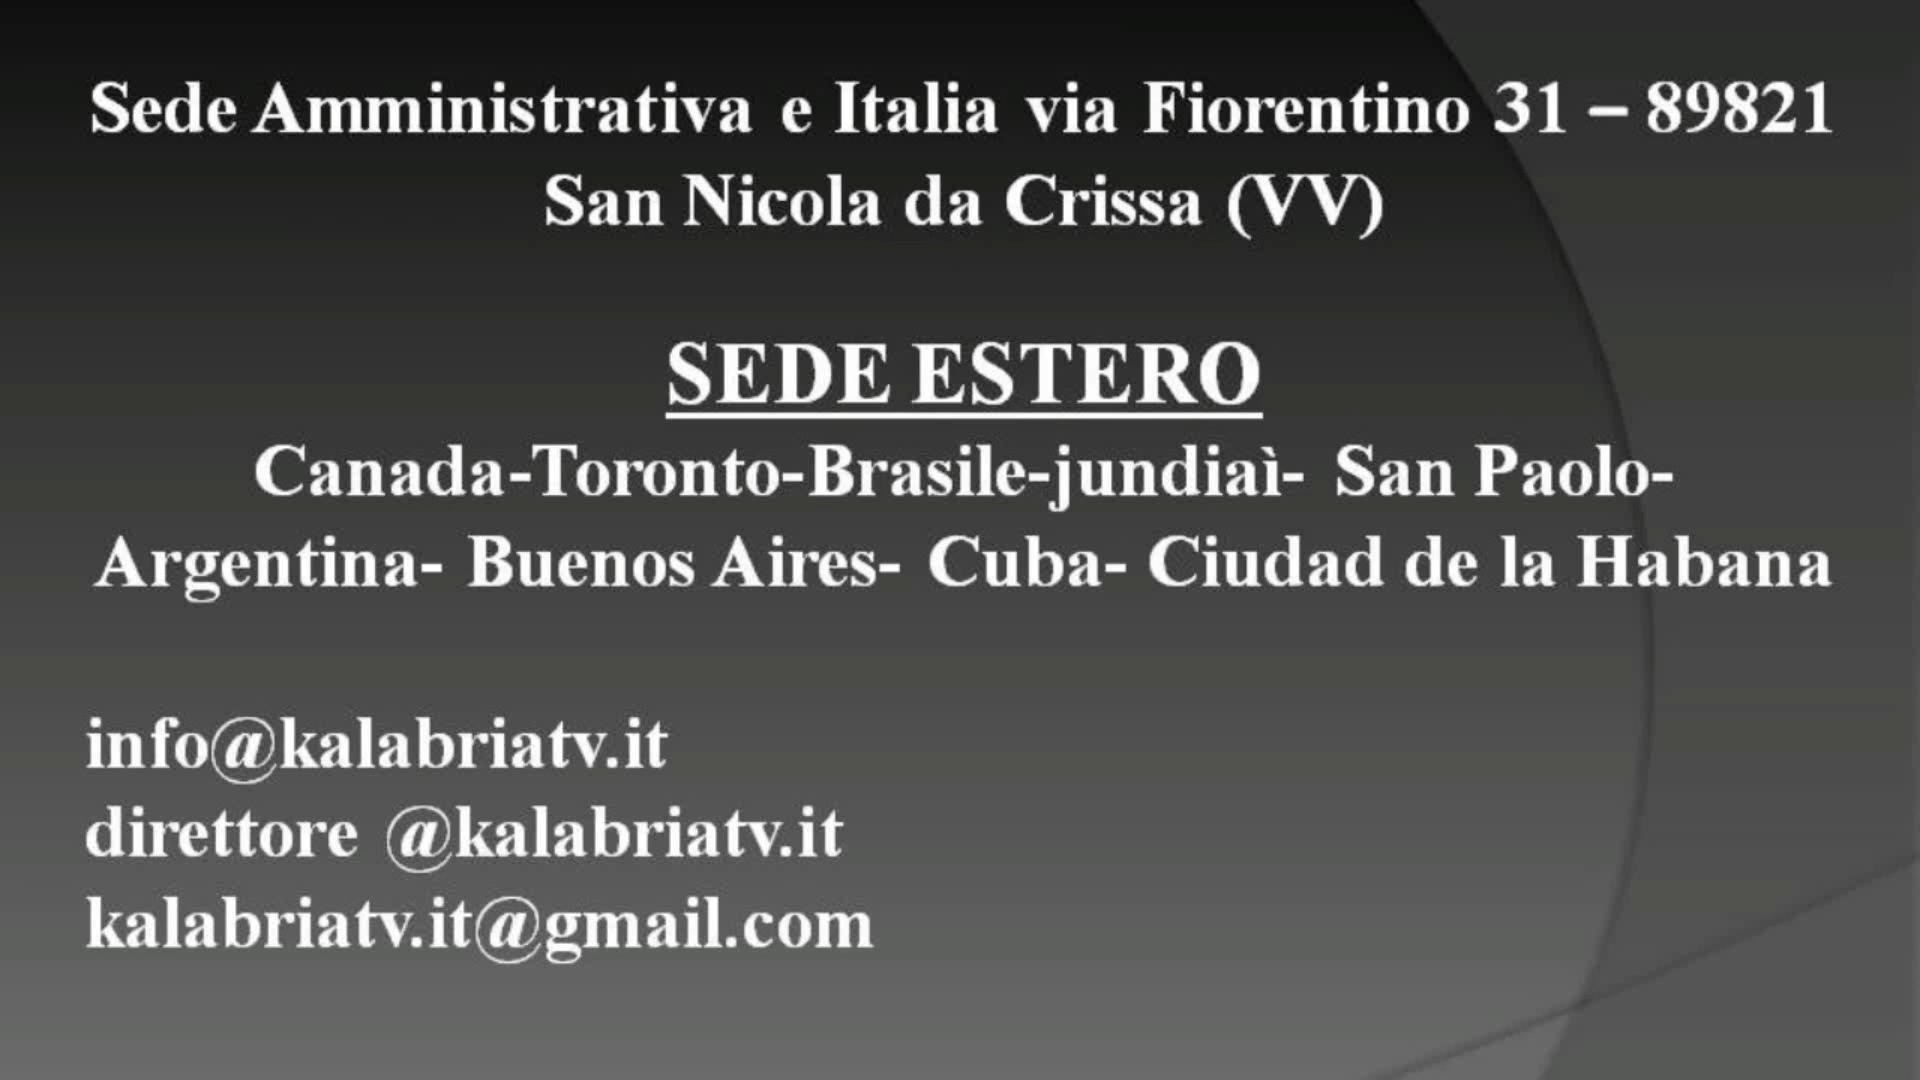 Sede Amministrativa e Italia via Fiorentino 31 – 89821
San Nicola da Crissa (VV)
SEDE ESTERO
Canada-Toronto-Brasile-jundiaì- San Paolo-
Argentina- Buenos Aires- Cuba- Ciudad de la Habana
info@kalabriatv.it
direttore @kalabriatv.it
kalabriatv.it@gmail.com